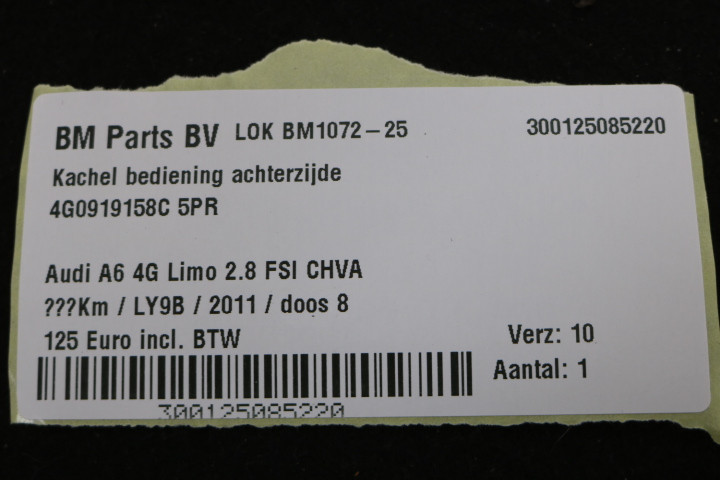 BM Parts BV LOK BM1072-25 300125085220
Kachel bediening achterzijde
4G0919158C 5PR
Audi A6 4G Limo 2.8 FSI CHVA
???Km / LY9B / 2011 / doos 8
125 Euro incl. BTW Verz: 10
Aantal: 1
300125085220